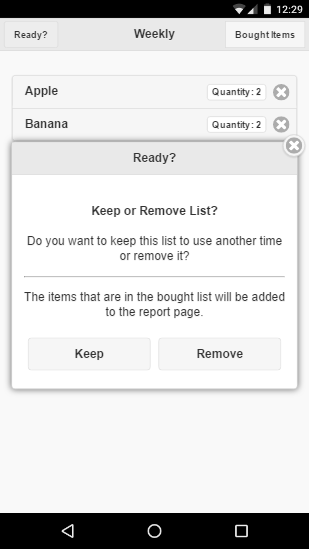 12:29
Ready?
Weekly
Bought Items
Apple
Quantity: 2
Banana
Quantity: 2
Ready?
Keep or Remove List?
Do you want to keep this list to use another time
or remove it?
The items that are in the bought list will be added
to the report page.
Keep
Remove